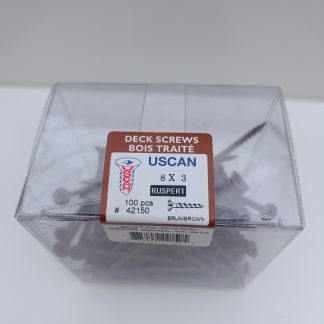 DECK SCREWS
BOIS TRAITÉ
USCAN
8 X 3
RUSPERT
100 pcs
# 42150
BRUN/BROWN